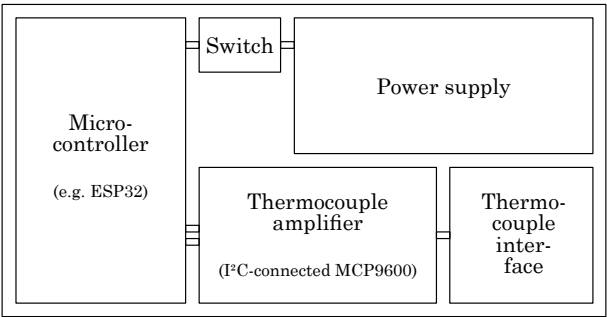 Micro-
controller
(e.g. ESP32)
Switch
Power supply
Thermocouple
amplifier
(I²C-connected MCP9600)
Thermo-
couple
inter-
face